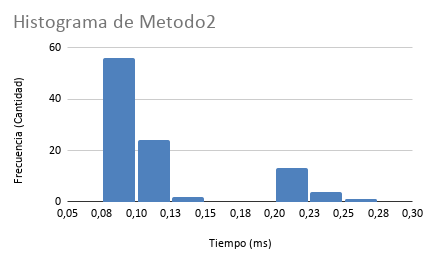 Histograma de Metodo2
Frecuencia (Cantidad)
60
40
20
0
0,05 0,08 0,10 0,13 0,15 0,18 0,20 0,23 0,25 0,28 0,30
Tiempo (ms)